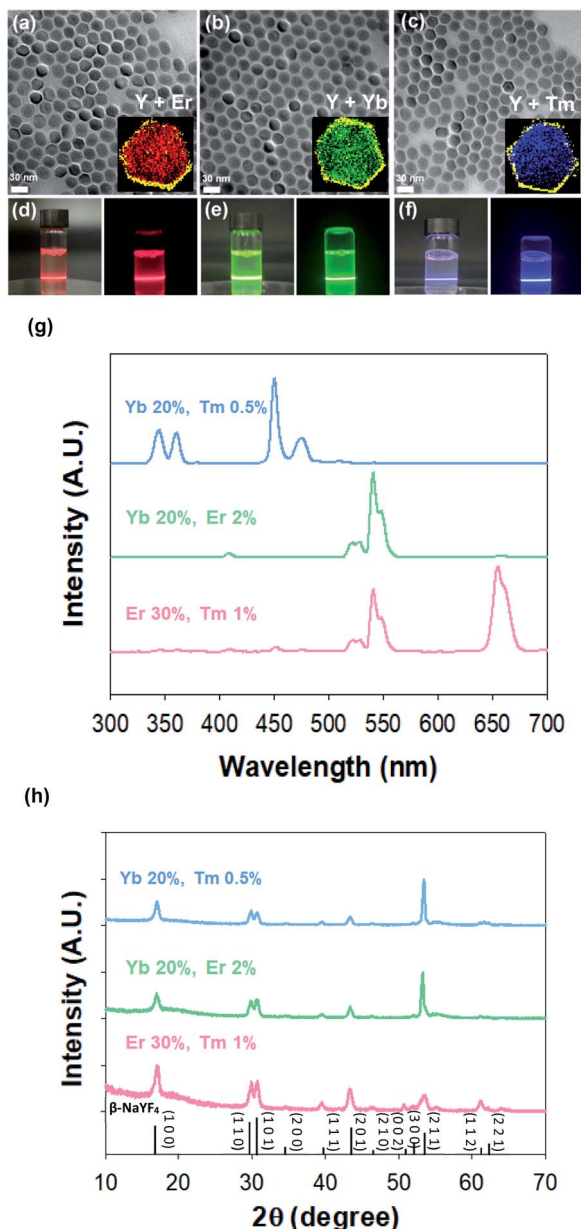 (a)
Y + Er
30 nm
(b)
Y + Yb
30 nm
(c)
Y + Tm
30 nm
(d)
(e)
(f)
(g)
Yb 20%, Tm 0.5%
Yb 20%, Er 2%
Er 30%, Tm 1%
Intensity (A.U.)
300 350 400 450 500 550 600 650 700
Wavelength (nm)
(h)
Yb 20%, Tm 0.5%
Yb 20%, Er 2%
Er 30%, Tm 1%
Intensity (A.U.)
β-NaYF₄
(1 0 0)
(1 1 0)
(1 0 1)
(2 0 0)
(1 1 1)
(2 0 1)
(2 1 0)
(0 0 2)
(3 0 0)
(2 1 1)
(1 1 2)
(2 2 1)
10 20 30 40 50 60 70
2θ (degree)